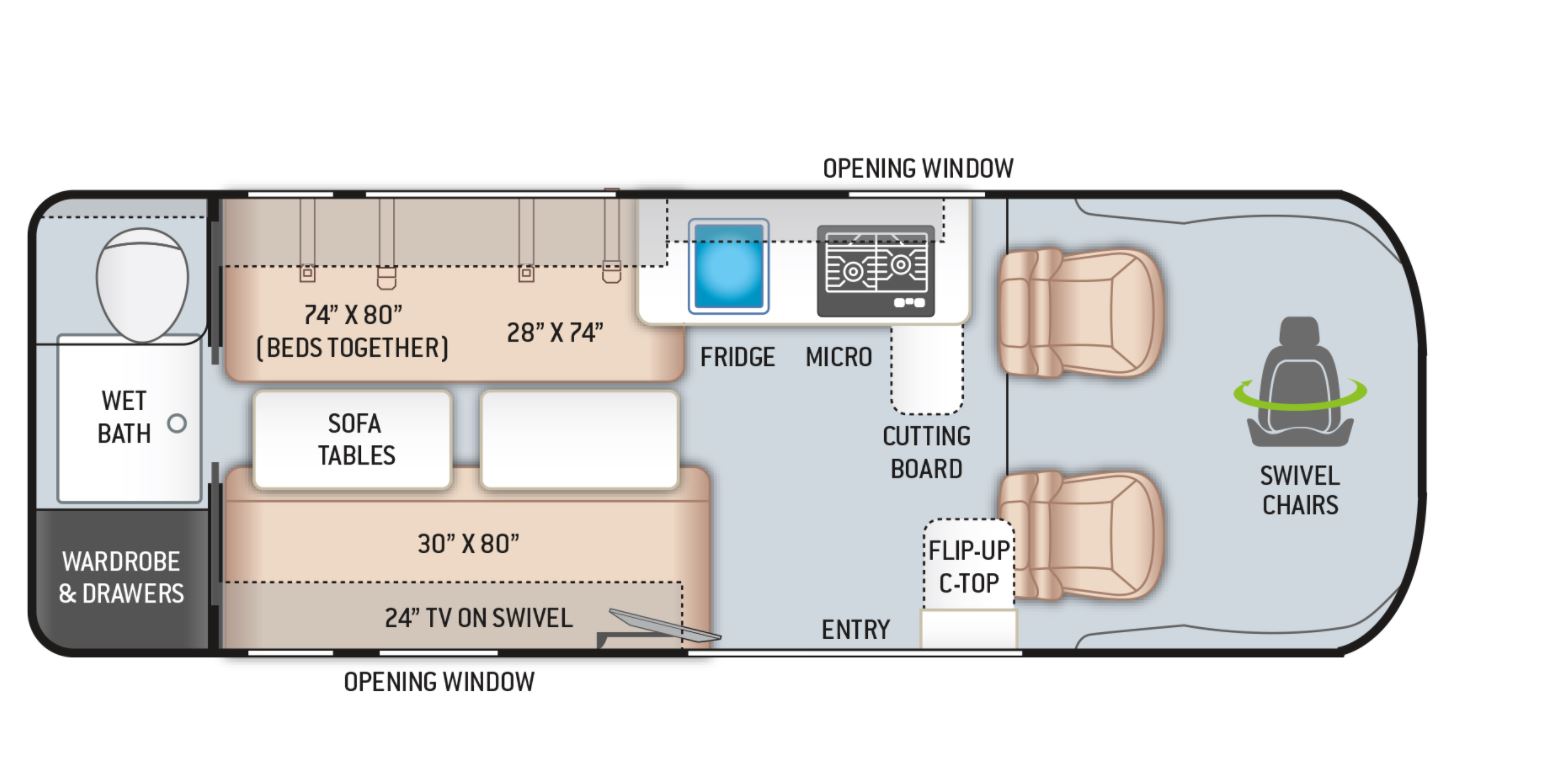 OPENING WINDOW
74” X 80”
(BEDS TOGETHER)
28” X 74”
FRIDGE
MICRO
WET
BATH
SOFA
TABLES
CUTTING
BOARD
SWIVEL
CHAIRS
30” X 80”
FLIP-UP
C-TOP
WARDROBE
& DRAWERS
24” TV ON SWIVEL
ENTRY
OPENING WINDOW